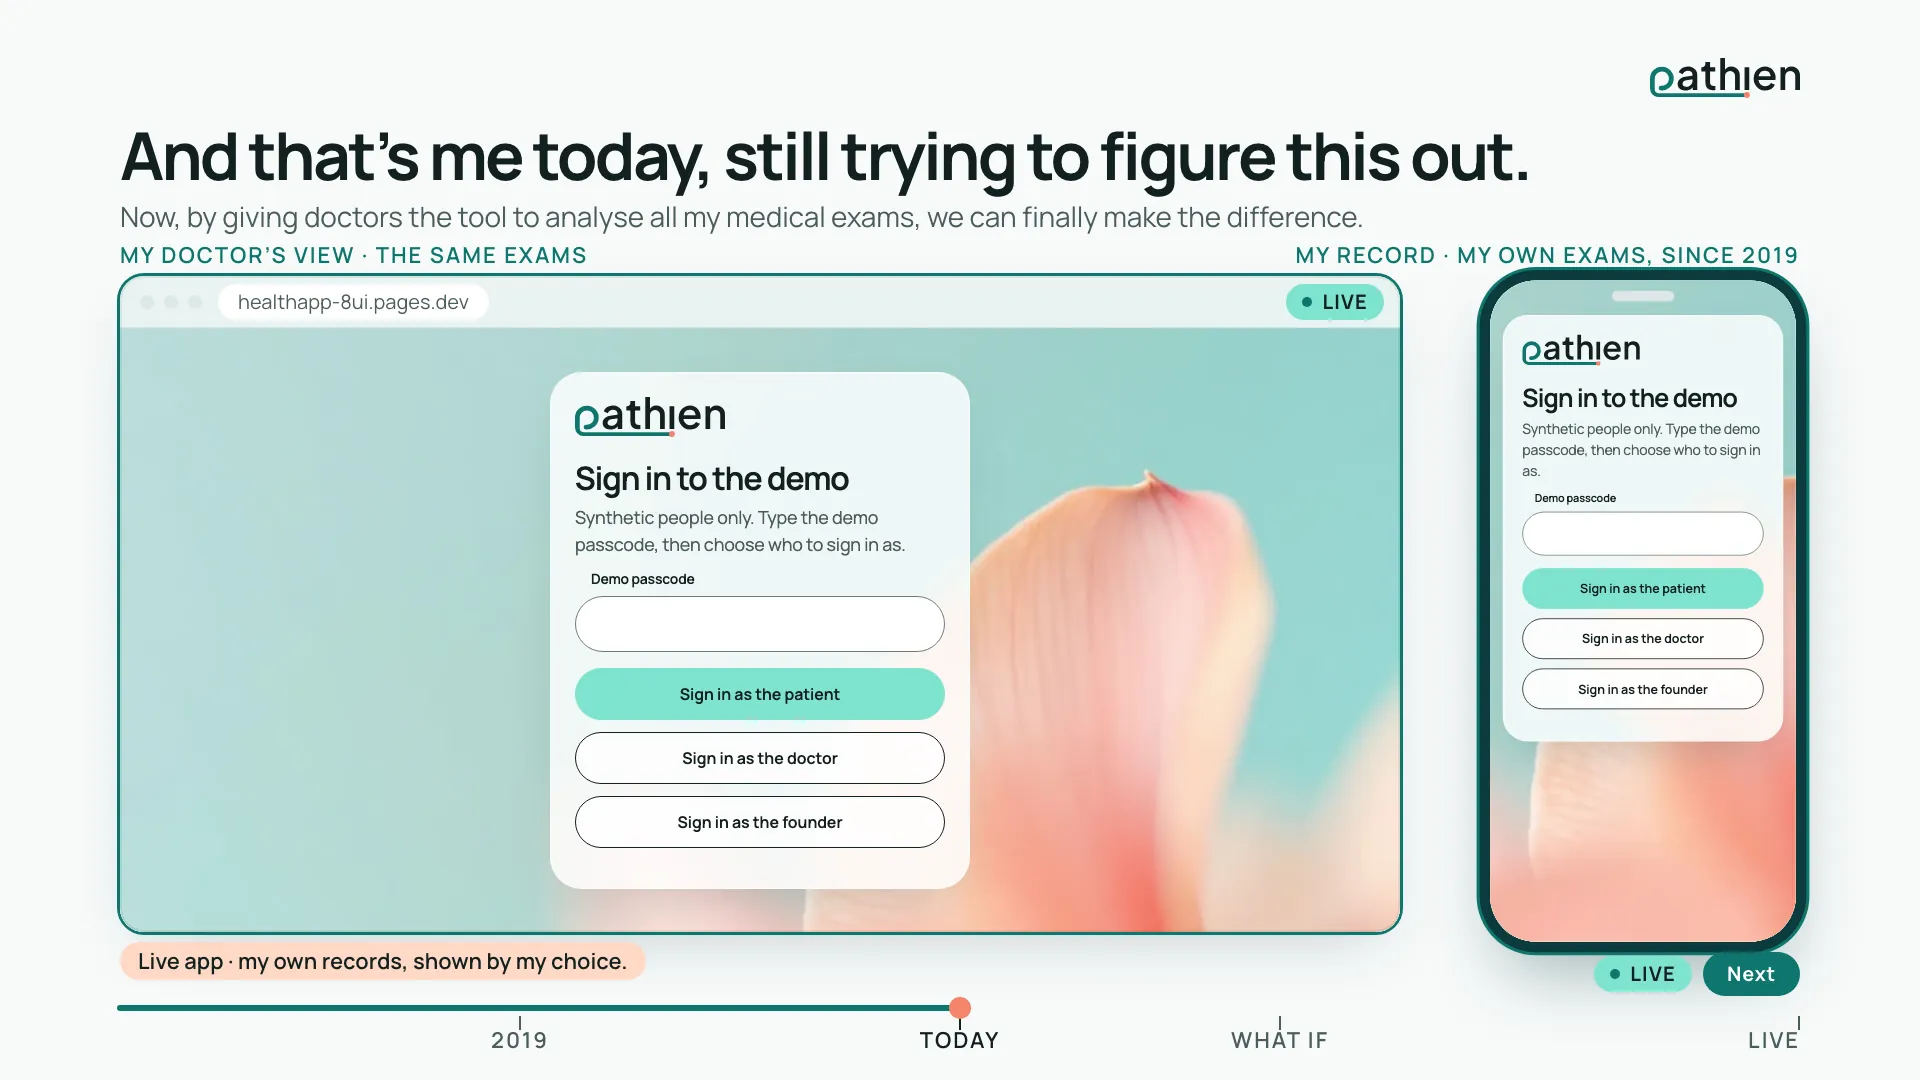 pathien
And that’s me today, still trying to figure this out.
Now, by giving doctors the tool to analyse all my medical exams, we can finally make the difference.
MY DOCTOR’S VIEW · THE SAME EXAMS
MY RECORD · MY OWN EXAMS, SINCE 2019
healthapp-8ui.pages.dev
LIVE
pathien
Sign in to the demo
Synthetic people only. Type the demo
passcode, then choose who to sign in as.
Demo passcode
Sign in as the patient
Sign in as the doctor
Sign in as the founder
pathien
Sign in to the demo
Synthetic people only. Type the demo
passcode, then choose who to sign in
as.
Demo passcode
Sign in as the patient
Sign in as the doctor
Sign in as the founder
Live app · my own records, shown by my choice.
LIVE
Next
2019
TODAY
WHAT IF
LIVE